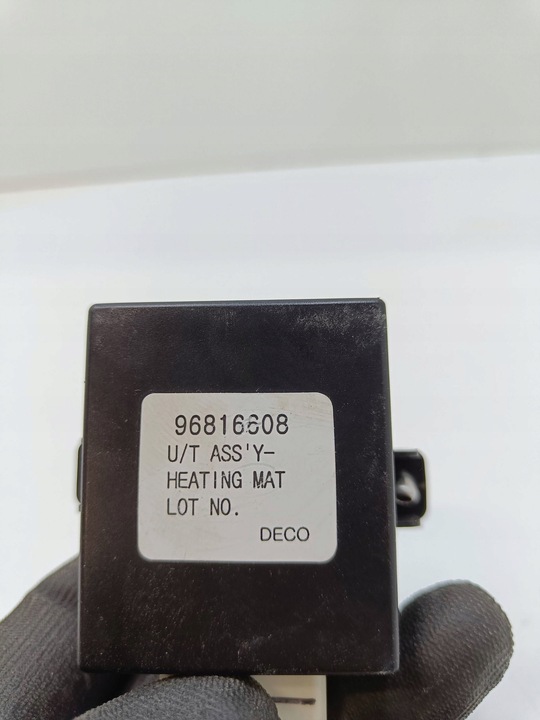 96816608
U/T ASS'Y-
HEATING MAT
LOT NO.
DECO